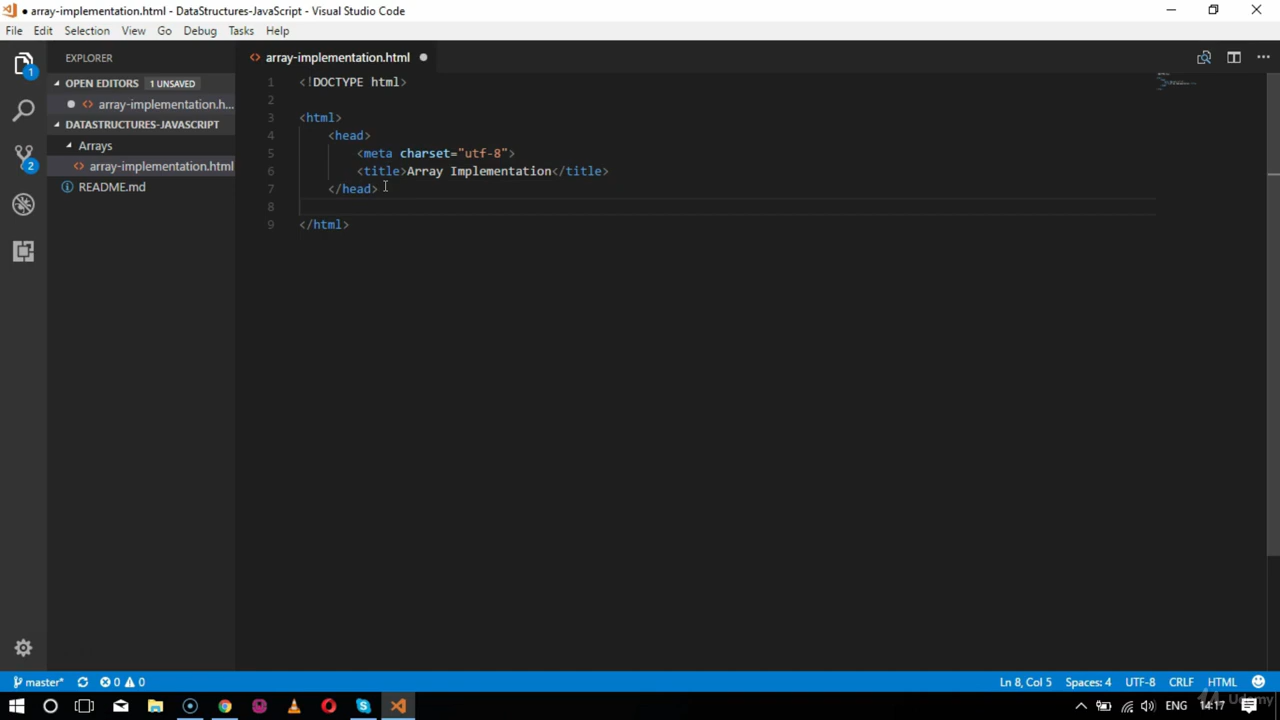 ● array-implementation.html - DataStructures-JavaScript - Visual Studio Code
File Edit Selection View Go Debug Tasks Help
EXPLORER
array-implementation.html
OPEN EDITORS 1 UNSAVED
array-implementation.h...
DATASTRUCTURES-JAVASCRIPT
Arrays
array-implementation.html
README.md
1
2
1 <!DOCTYPE html>
2
3 <html>
4 <head>
5 <meta charset="utf-8">
6 <title>Array Implementation</title>
7 </head>
8
9 </html>
master* 0 0 Ln 8, Col 5 Spaces: 4 UTF-8 CRLF HTML
ENG 14:17
Udemy